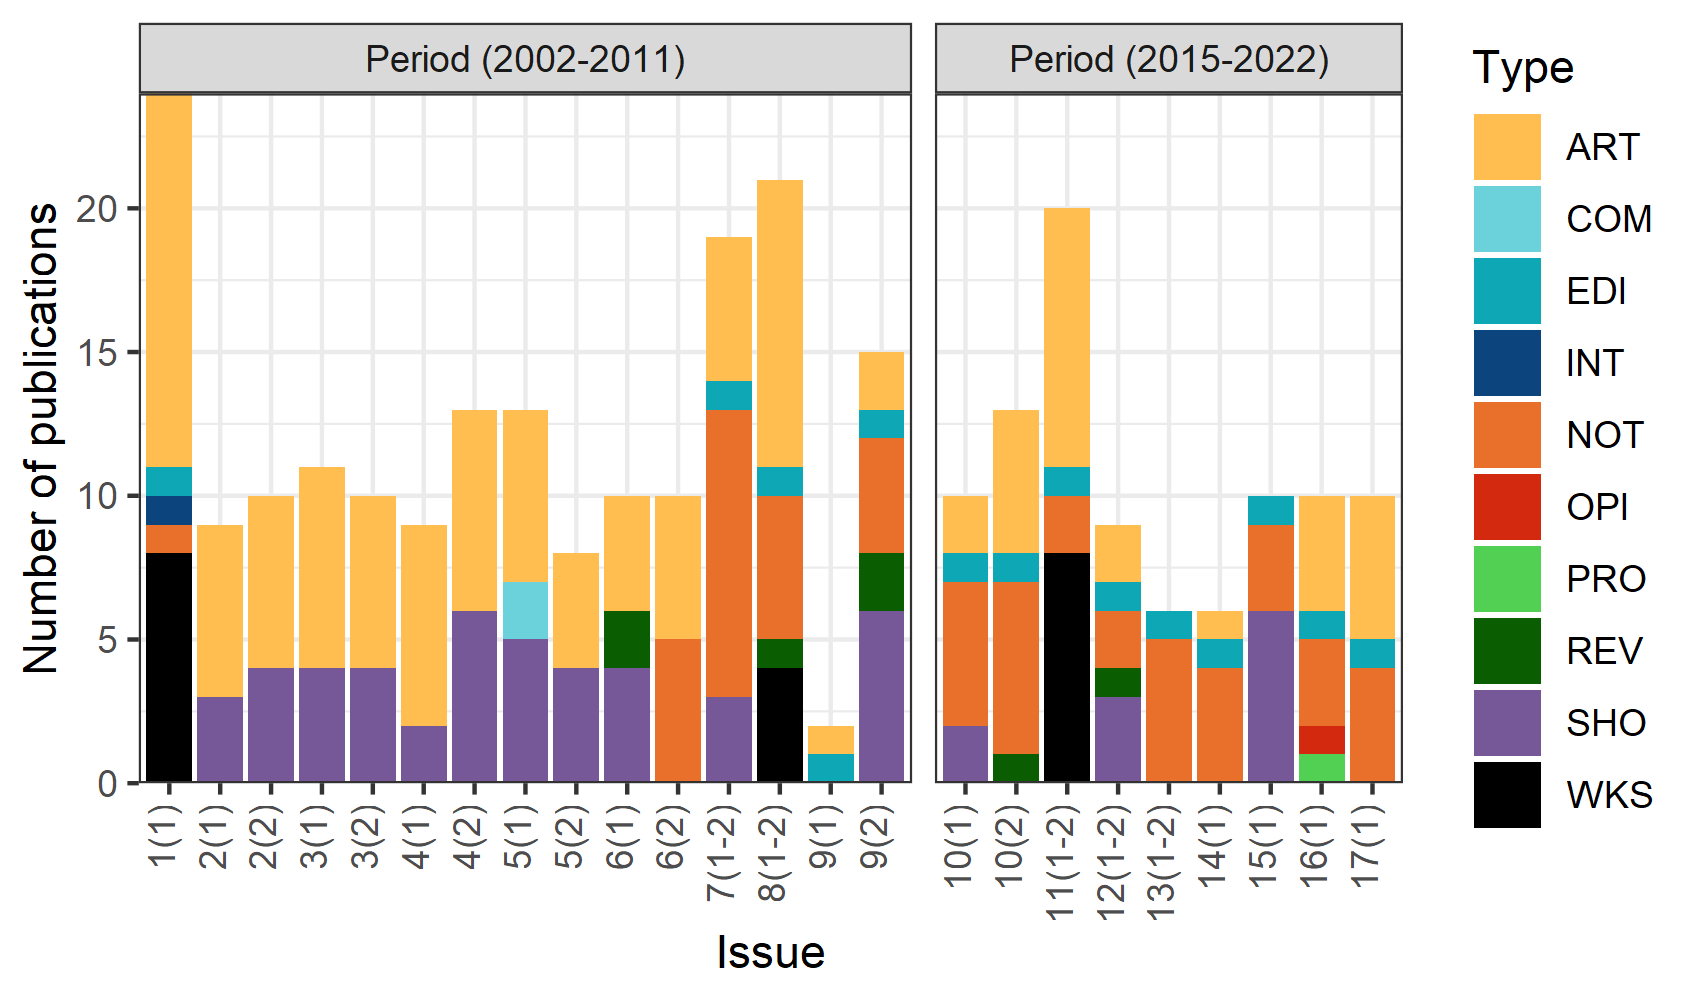 Period (2002-2011)
Period (2015-2022)
Number of publications
20
15
10
5
0
1(1)
2(1)
2(2)
3(1)
3(2)
4(1)
4(2)
5(1)
5(2)
6(1)
6(2)
7(1-2)
8(1-2)
9(1)
9(2)
10(1)
10(2)
11(1-2)
12(1-2)
13(1-2)
14(1)
15(1)
16(1)
17(1)
Issue
Type
ART
COM
EDI
INT
NOT
OPI
PRO
REV
SHO
WKS